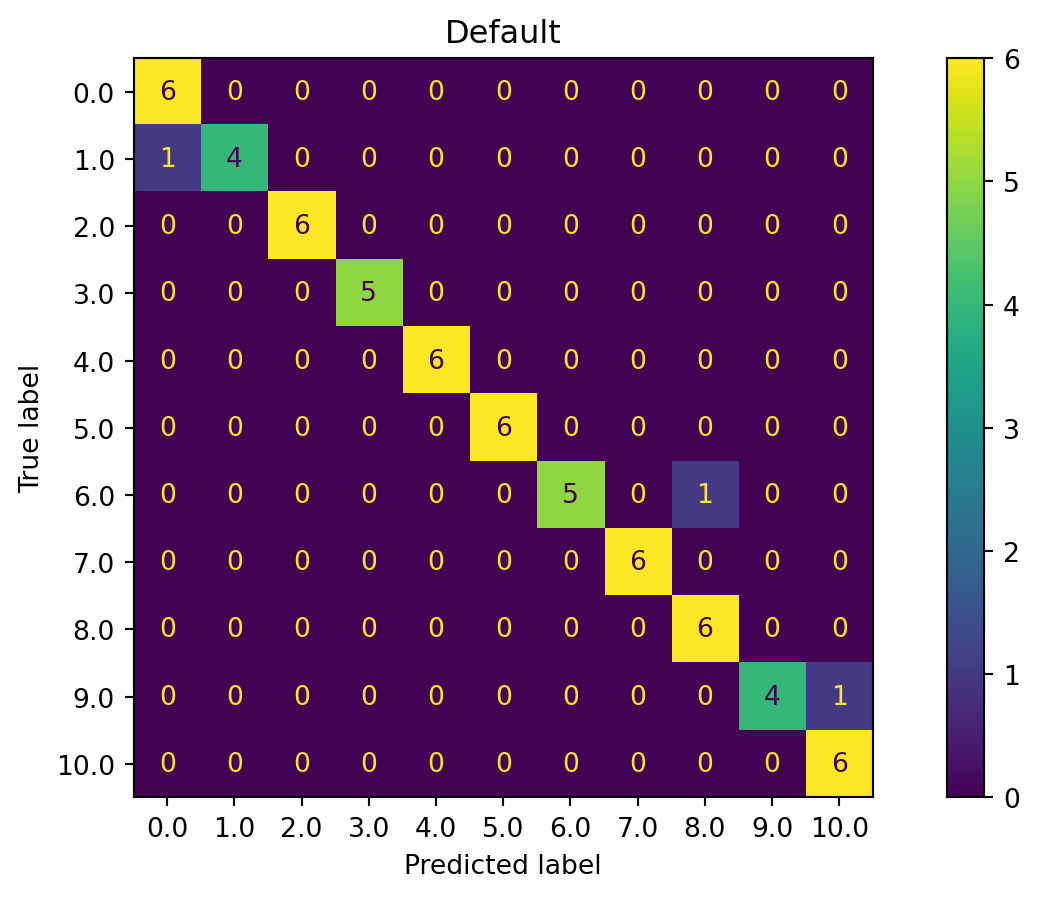 Default
0.0 6 0 0 0 0 0 0 0 0 0 0
1.0 1 4 0 0 0 0 0 0 0 0 0
2.0 0 0 6 0 0 0 0 0 0 0 0
3.0 0 0 0 5 0 0 0 0 0 0 0
4.0 0 0 0 0 6 0 0 0 0 0 0
5.0 0 0 0 0 0 6 0 0 0 0 0
6.0 0 0 0 0 0 0 5 0 1 0 0
7.0 0 0 0 0 0 0 0 6 0 0 0
8.0 0 0 0 0 0 0 0 0 6 0 0
9.0 0 0 0 0 0 0 0 0 0 4 1
10.0 0 0 0 0 0 0 0 0 0 0 6
0.0 1.0 2.0 3.0 4.0 5.0 6.0 7.0 8.0 9.0 10.0
Predicted label
True label
6
5
4
3
2
1
0